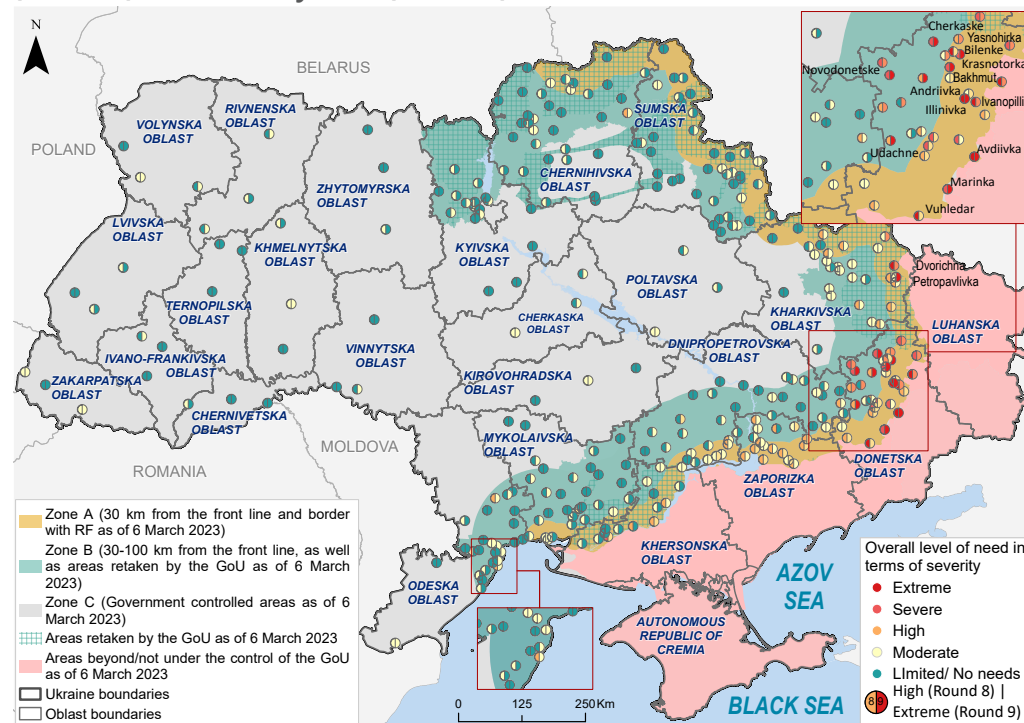 N
BELARUS
POLAND
ROMANIA
MOLDOVA
VOLYNSKA
OBLAST
RIVNENSKA
OBLAST
ZHYTOMYRSKA
OBLAST
CHERNIHIVSKA
OBLAST
SUMSKA
OBLAST
LVIVSKA
OBLAST
KHMELNYTSKA
OBLAST
KYIVSKA
OBLAST
POLTAVSKA
OBLAST
TERNOPILSKA
OBLAST
CHERKASKA
OBLAST
KHARKIVSKA
OBLAST
LUHANSKA
OBLAST
IVANO-FRANKIVSKA
OBLAST
VINNYTSKA
OBLAST
DNIPROPETROVSKA
OBLAST
ZAKARPATSKA
OBLAST
KIROVOHRADSKA
OBLAST
CHERNIVETSKA
OBLAST
MYKOLAIVSKA
OBLAST
DONETSKA
OBLAST
ZAPORIZKA
OBLAST
KHERSONSKA
OBLAST
ODESKA
OBLAST
AUTONOMOUS
REPUBLIC OF
CREMIA
AZOV
SEA
BLACK SEA
Dvorichna
Petropavlivka
Cherkaske
Yasnohirka
Bilenke
Krasnotorka
Novodonetske
Bakhmut
Andriivka
Ivanopilli
Illinivka
Udachne
Avdiivka
Marinka
Vuhledar
Zone A (30 km from the front line and border
with RF as of 6 March 2023)
Zone B (30-100 km from the front line, as well
as areas retaken by the GoU as of 6 March
2023)
Zone C (Government controlled areas as of 6
March 2023)
Areas retaken by the GoU as of 6 March 2023
Areas beyond/not under the control of the GoU
as of 6 March 2023
Ukraine boundaries
Oblast boundaries
0 125 250 Km
Overall level of need in
terms of severity
Extreme
Severe
High
Moderate
LImited/ No needs
8 9 High (Round 8) |
Extreme (Round 9)